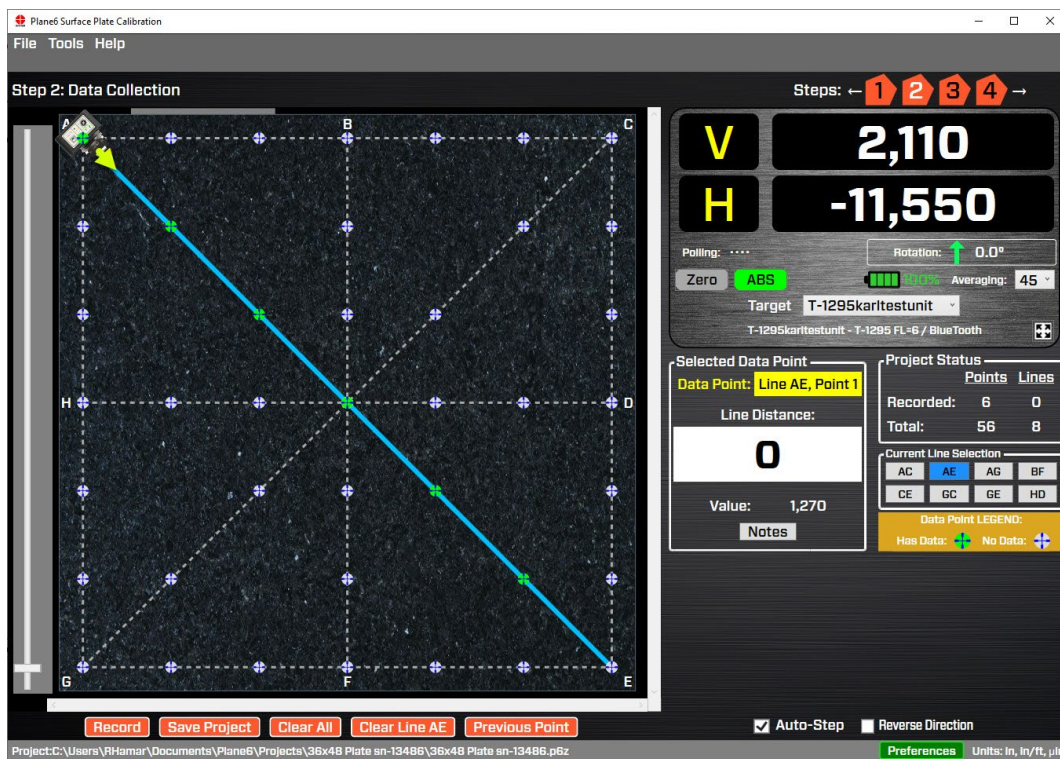 Plane6 Surface Plate Calibration
File Tools Help
Step 2: Data Collection
Steps: ← 1 2 3 4 →
A B C
H D
G F E
V 2,110
H -11,550
Polling: ····
Rotation: 0.0°
Zero ABS
100% Averaging: 45
Target T-1295karltestunit
T-1295karltestunit - T-1295 FL=6 / BlueTooth
Selected Data Point
Data Point: Line AE, Point 1
Line Distance:
0
Value: 1,270
Notes
Project Status
Points Lines
Recorded: 6 0
Total: 56 8
Current Line Selection
AC AE AG BF
CE GC GE HD
Data Point LEGEND:
Has Data: No Data:
Record Save Project Clear All Clear Line AE Previous Point
Auto-Step Reverse Direction
Project:C:\Users\RHamar\Documents\Plane6\Projects\36x48 Plate sn-13486\36x48 Plate sn-13486.p6z
Preferences Units: In, In/ft, µIn